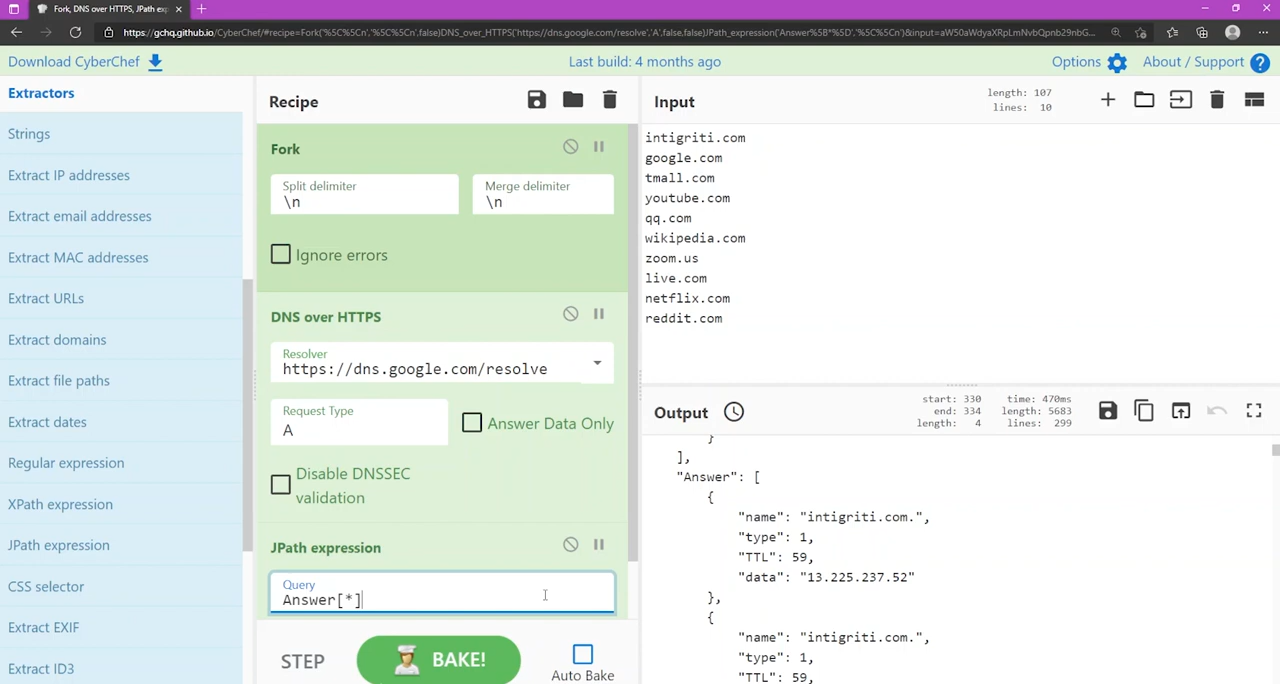 Fork, DNS over HTTPS, JPath exp
https://gchq.github.io/CyberChef/#recipe=Fork('%5C%5Cn','%5C%5Cn',false)DNS_over_HTTPS('https://dns.google.com/resolve','A',false,false)JPath_expression('Answer%5B*%5D','%5C%5Cn')&input=aW50aWdyaXRpLmNvbQpnb29nbG...
Download CyberChef
Last build: 4 months ago
Options
About / Support
Extractors
Strings
Extract IP addresses
Extract email addresses
Extract MAC addresses
Extract URLs
Extract domains
Extract file paths
Extract dates
Regular expression
XPath expression
JPath expression
CSS selector
Extract EXIF
Extract ID3
Recipe
Fork
Split delimiter
\n
Merge delimiter
\n
Ignore errors
DNS over HTTPS
Resolver
https://dns.google.com/resolve
Request Type
A
Answer Data Only
Disable DNSSEC
validation
JPath expression
Query
Answer[*]
STEP
BAKE!
Auto Bake
Input
length: 107
lines: 10
intigriti.com
google.com
tmall.com
youtube.com
qq.com
wikipedia.com
zoom.us
live.com
netflix.com
reddit.com
Output
start: 330
end: 334
length: 4
time: 470ms
length: 5683
lines: 299
}
],
"Answer": [
{
"name": "intigriti.com.",
"type": 1,
"TTL": 59,
"data": "13.225.237.52"
},
{
"name": "intigriti.com.",
"type": 1,
"TTL": 59,